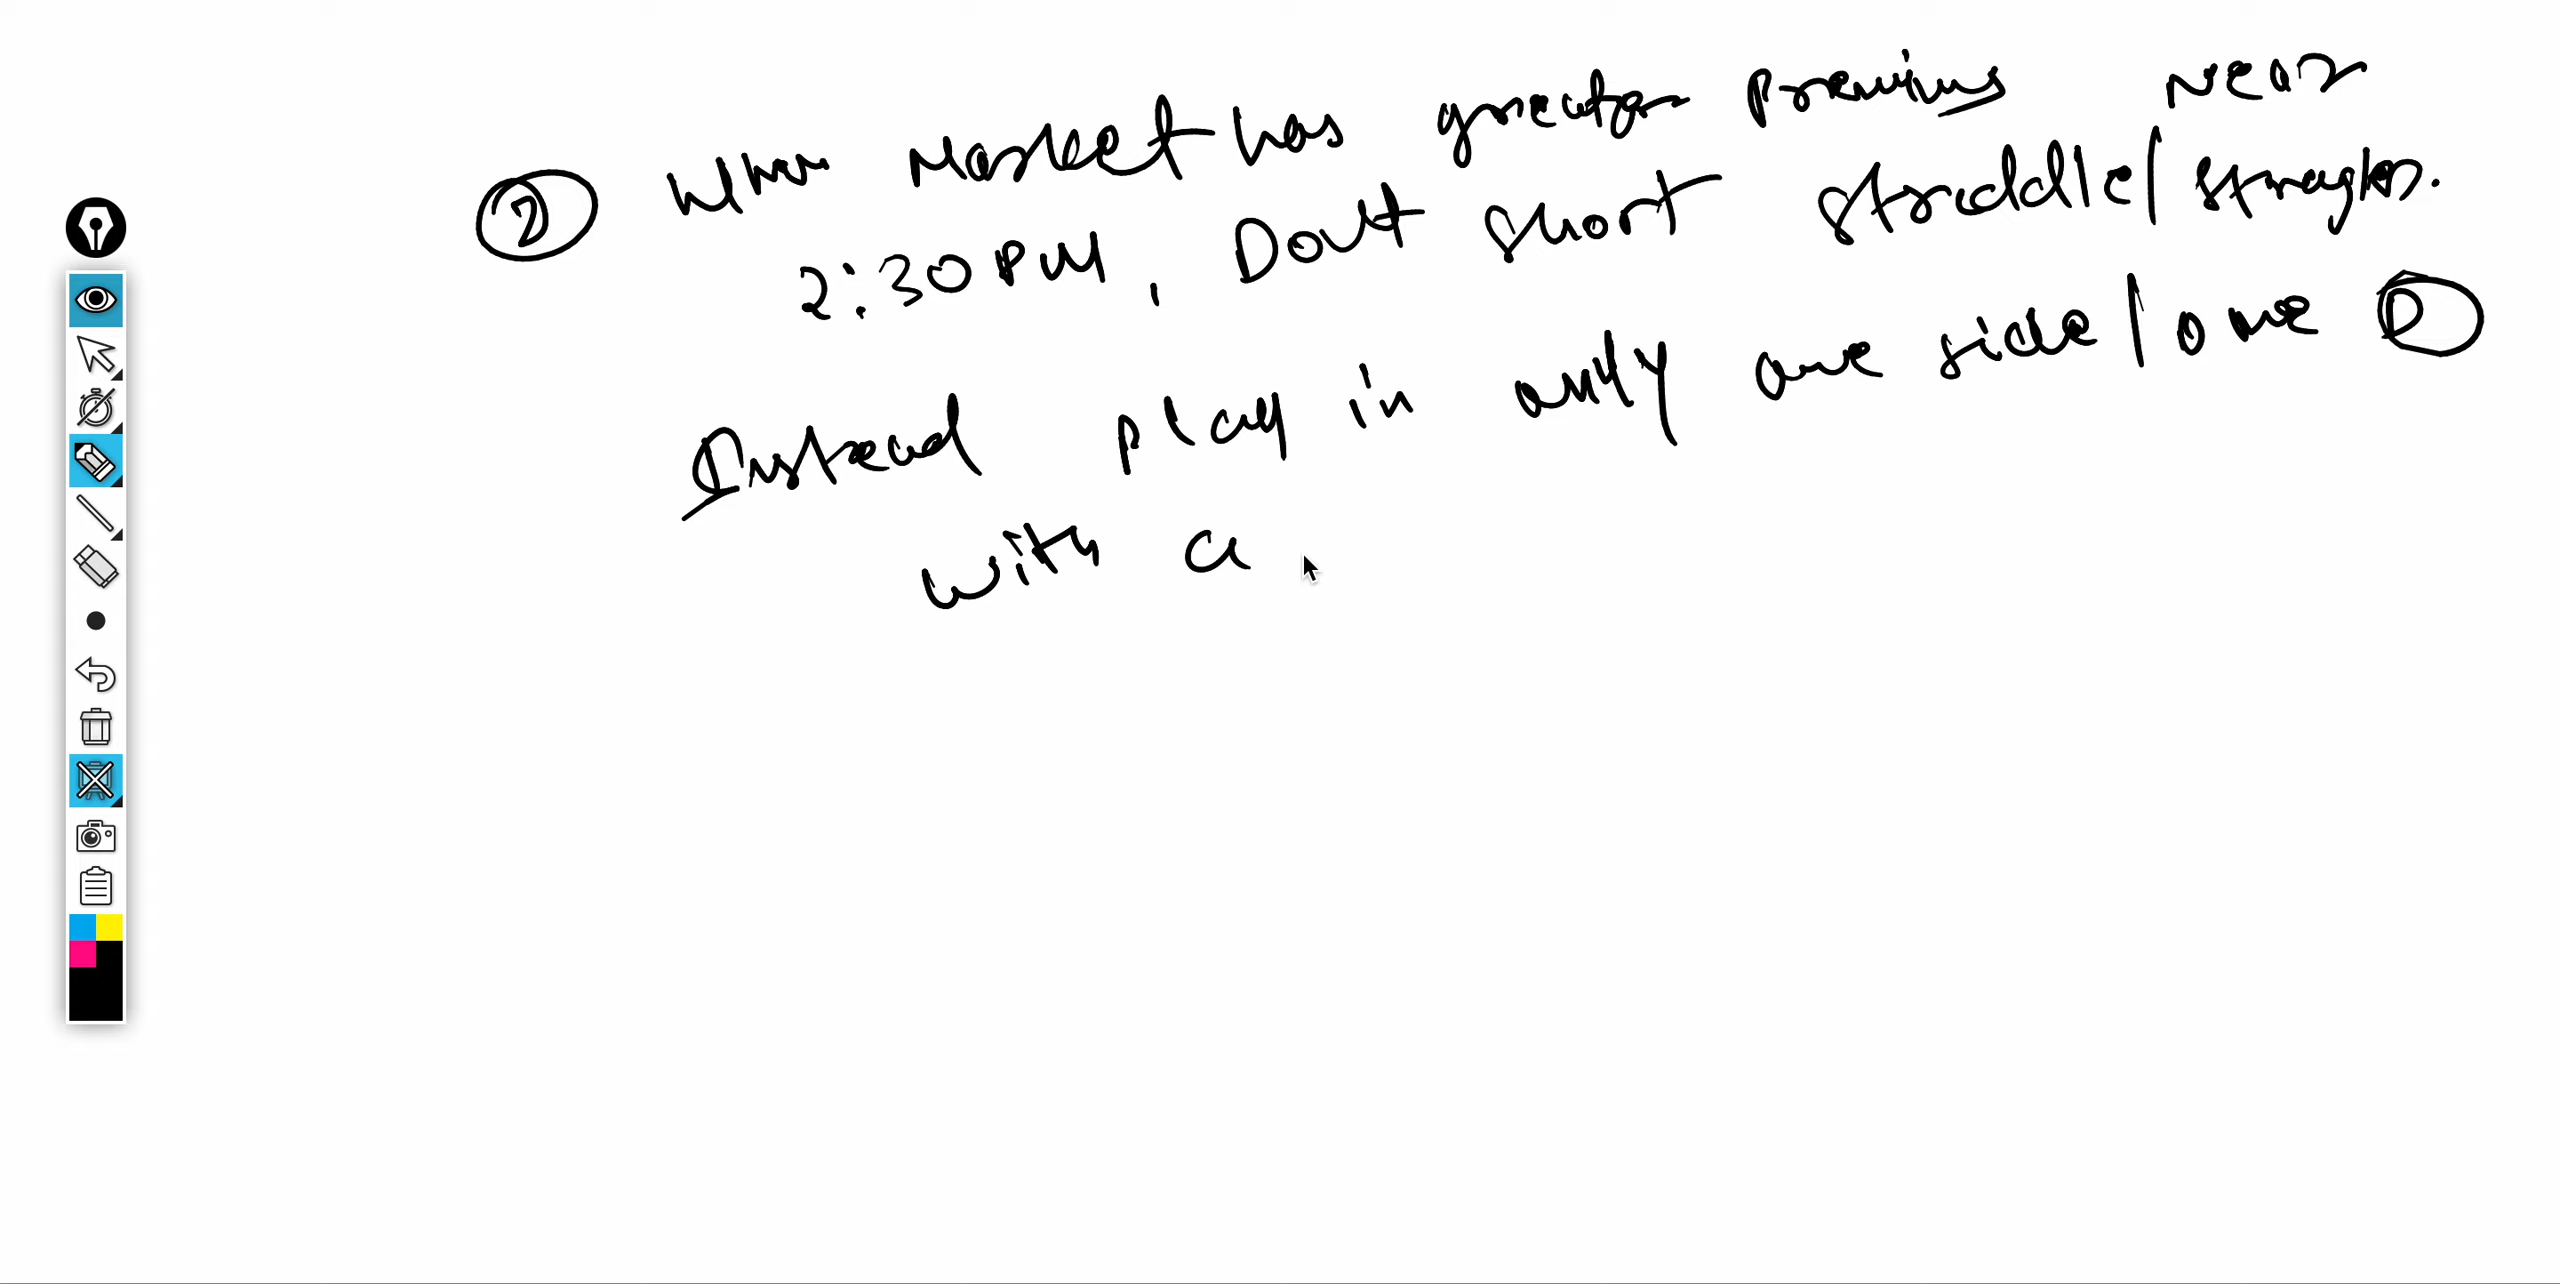 ② When Market has greater Premiums Near
2:30 PM, Don't short straddle/strangles.
Instead play in only one side/one D
with a